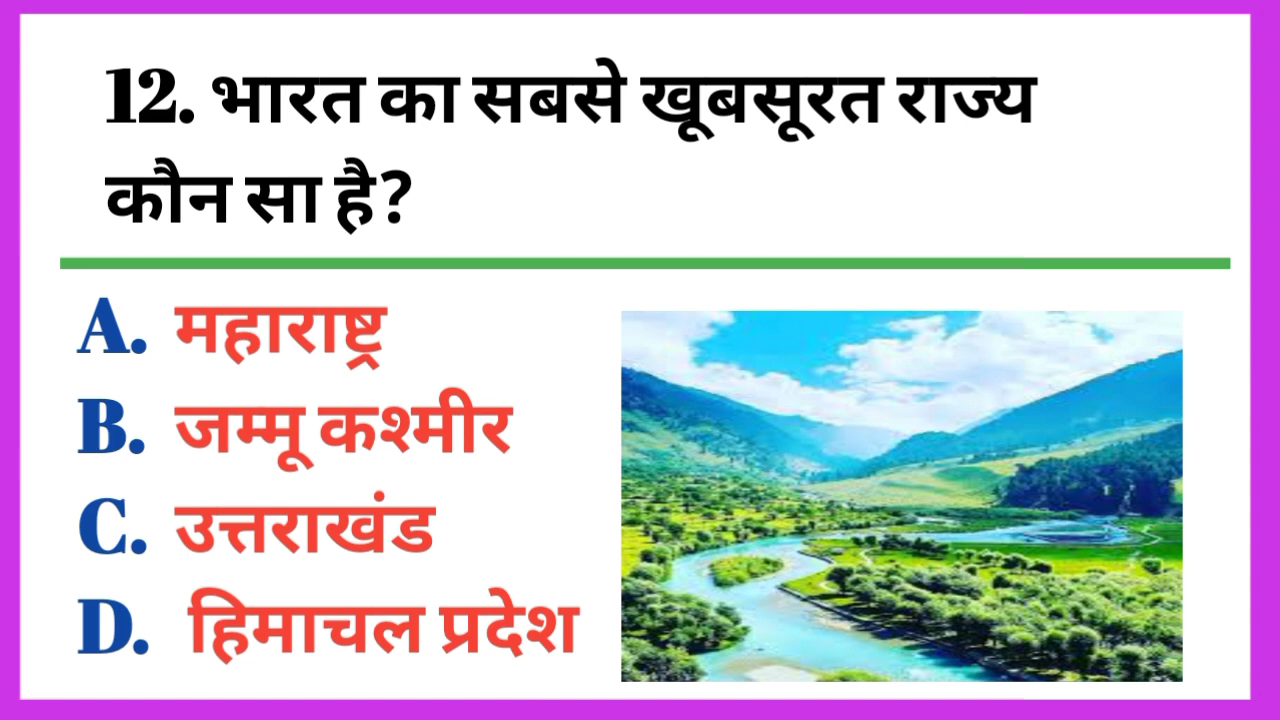 12. भारत का सबसे खूबसूरत राज्य
कौन सा है?
A. महाराष्ट्र
B. जम्मू कश्मीर
C. उत्तराखंड
D. हिमाचल प्रदेश